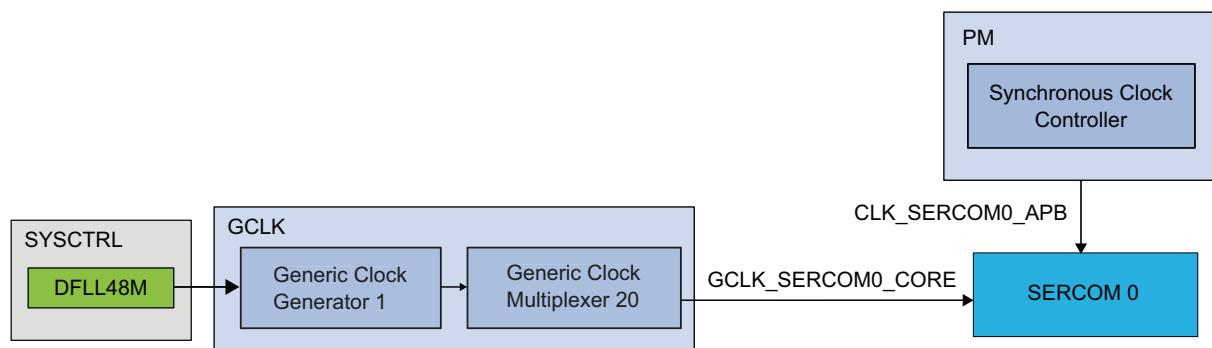 PM
Synchronous Clock
Controller
CLK_SERCOM0_APB
SYSCTRL
DFLL48M
GCLK
Generic Clock
Generator 1
Generic Clock
Multiplexer 20
GCLK_SERCOM0_CORE
SERCOM 0